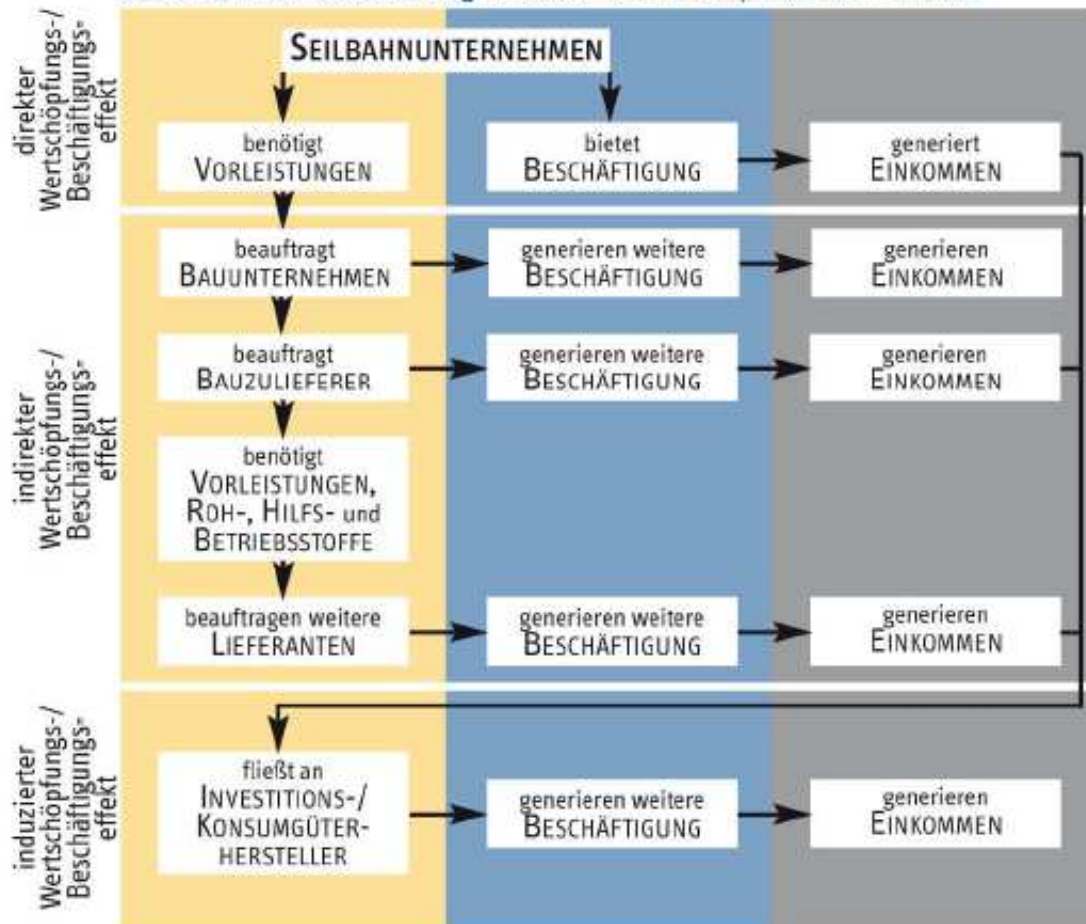 SEILBAHNUNTERNEHMEN
direkter
Wertschöpfungs-/
Beschäftigungs-
effekt
benötigt
VORLEISTUNGEN
bietet
BESCHÄFTIGUNG
generiert
EINKOMMEN
indirekter
Wertschöpfungs-/
Beschäftigungs-
effekt
beauftragt
BAUUNTERNEHMEN
generieren weitere
BESCHÄFTIGUNG
generieren
EINKOMMEN
beauftragt
BAUZULIEFERER
generieren weitere
BESCHÄFTIGUNG
generieren
EINKOMMEN
benötigt
VORLEISTUNGEN,
ROH-, HILFS- und
BETRIEBSSTOFFE
beauftragen weitere
LIEFERANTEN
generieren weitere
BESCHÄFTIGUNG
generieren
EINKOMMEN
induzierter
Wertschöpfungs-/
Beschäftigungs-
effekt
fließt an
INVESTITIONS-/
KONSUMGÜTER-
HERSTELLER
generieren weitere
BESCHÄFTIGUNG
generieren
EINKOMMEN